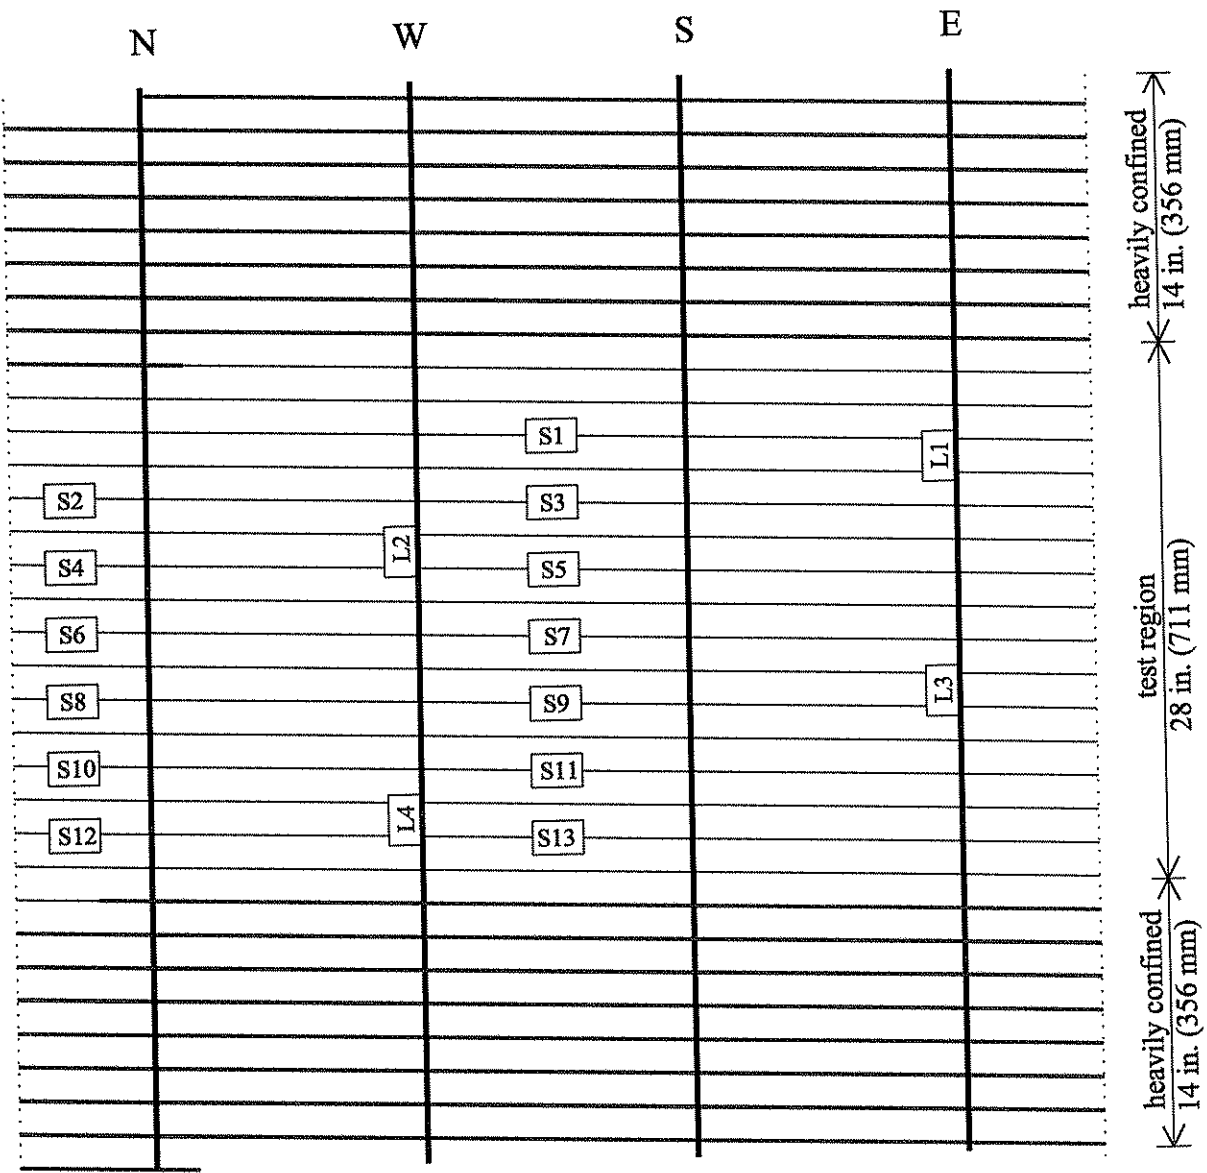 N W S E
heavily confined
14 in. (356 mm)
S1
L1
S2
S3
L2
S4
S5
test region
28 in. (711 mm)
S6
S7
L3
S8
S9
S10
S11
L4
S12
S13
heavily confined
14 in. (356 mm)